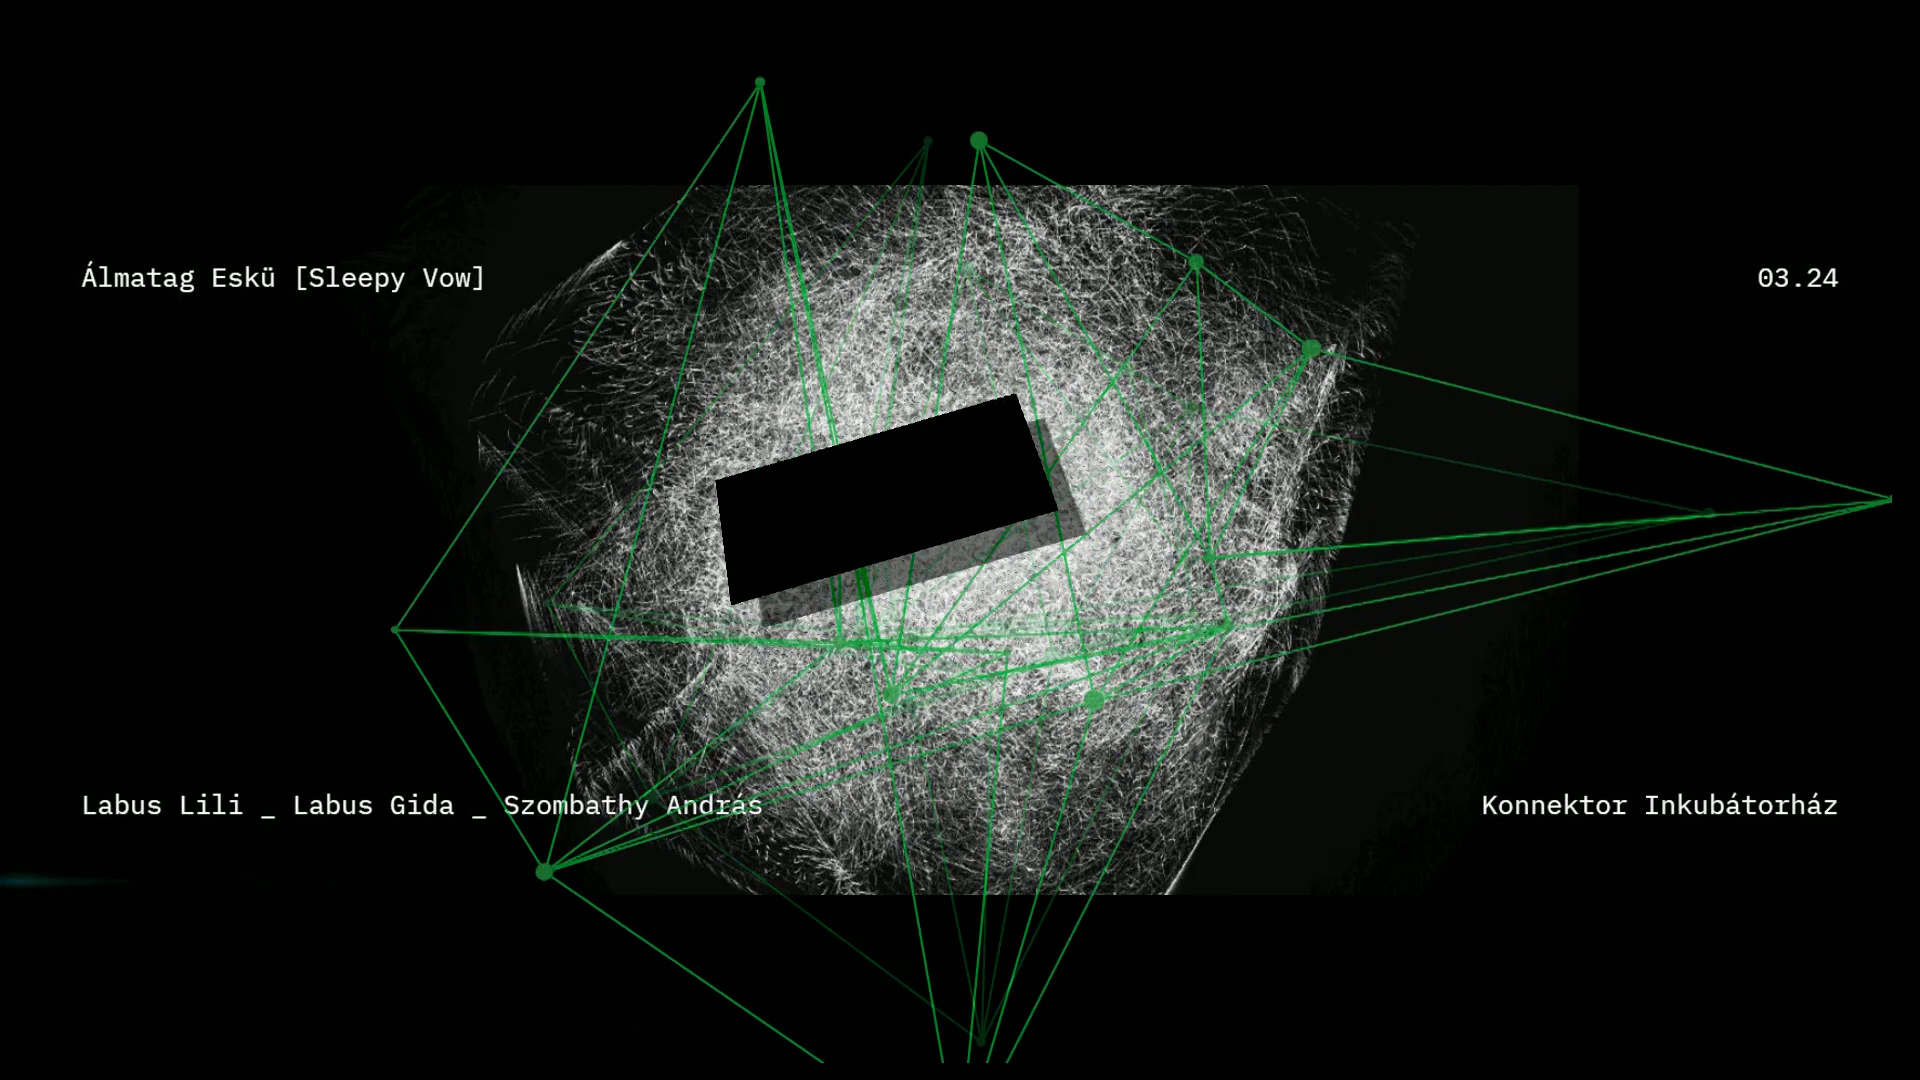 Álmatag Eskü [Sleepy Vow]
03.24
Labus Lili _ Labus Gida _ Szombathy András
Konnektor Inkubátorház